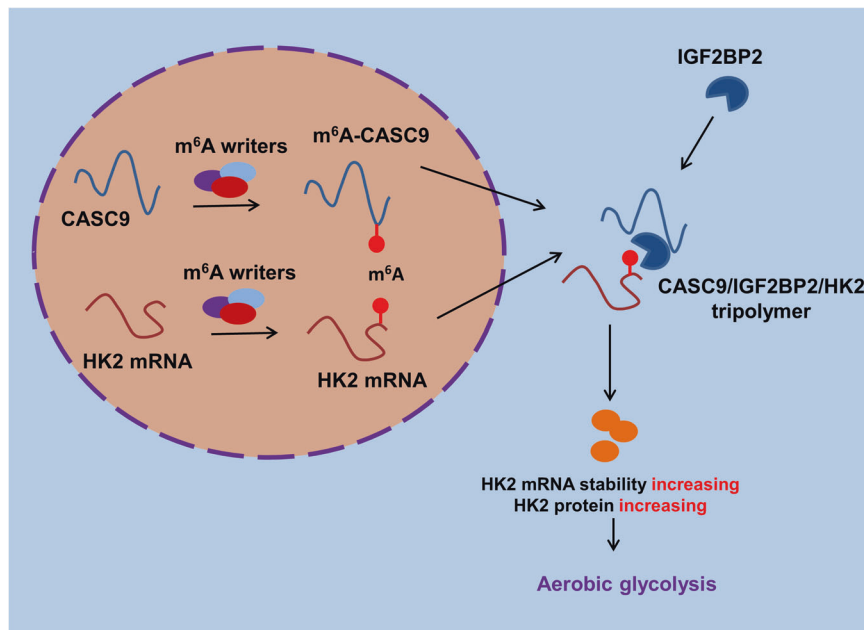 IGF2BP2
m⁶A writers
m⁶A-CASC9
CASC9
m⁶A writers
m⁶A
HK2 mRNA
HK2 mRNA
CASC9/IGF2BP2/HK2
tripolymer
HK2 mRNA stability increasing
HK2 protein increasing
Aerobic glycolysis